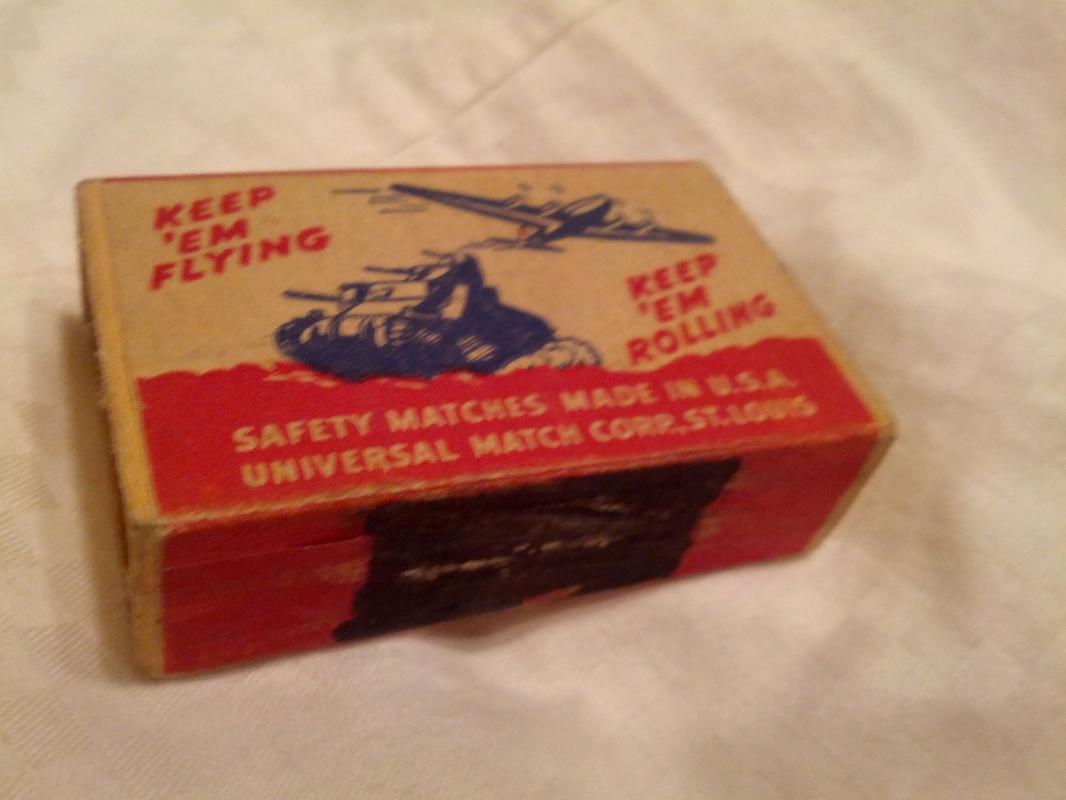 KEEP
'EM
FLYING
KEEP
'EM
ROLLING
SAFETY MATCHES MADE IN U.S.A.
UNIVERSAL MATCH CORP., ST. LOUIS